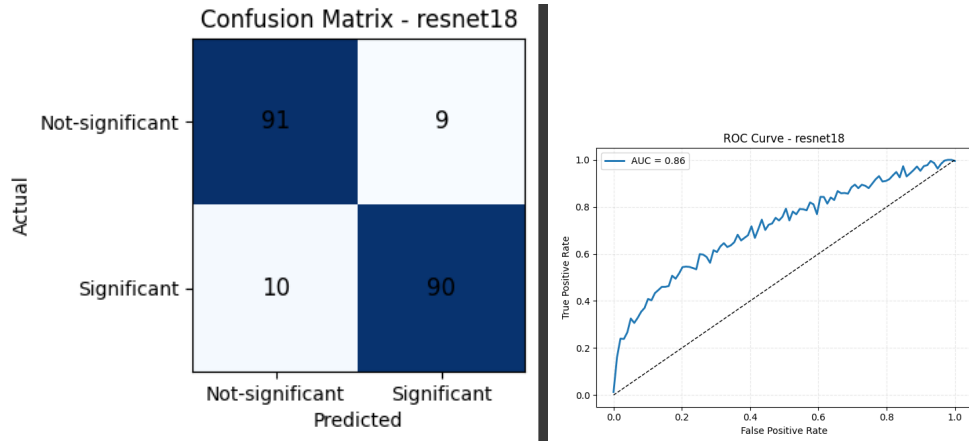 Confusion Matrix - resnet18
Actual
Not-significant
91
9
Significant
10
90
Not-significant
Significant
Predicted
ROC Curve - resnet18
AUC = 0.86
True Positive Rate
1.0
0.8
0.6
0.4
0.2
0.0
0.0
0.2
0.4
0.6
0.8
1.0
False Positive Rate